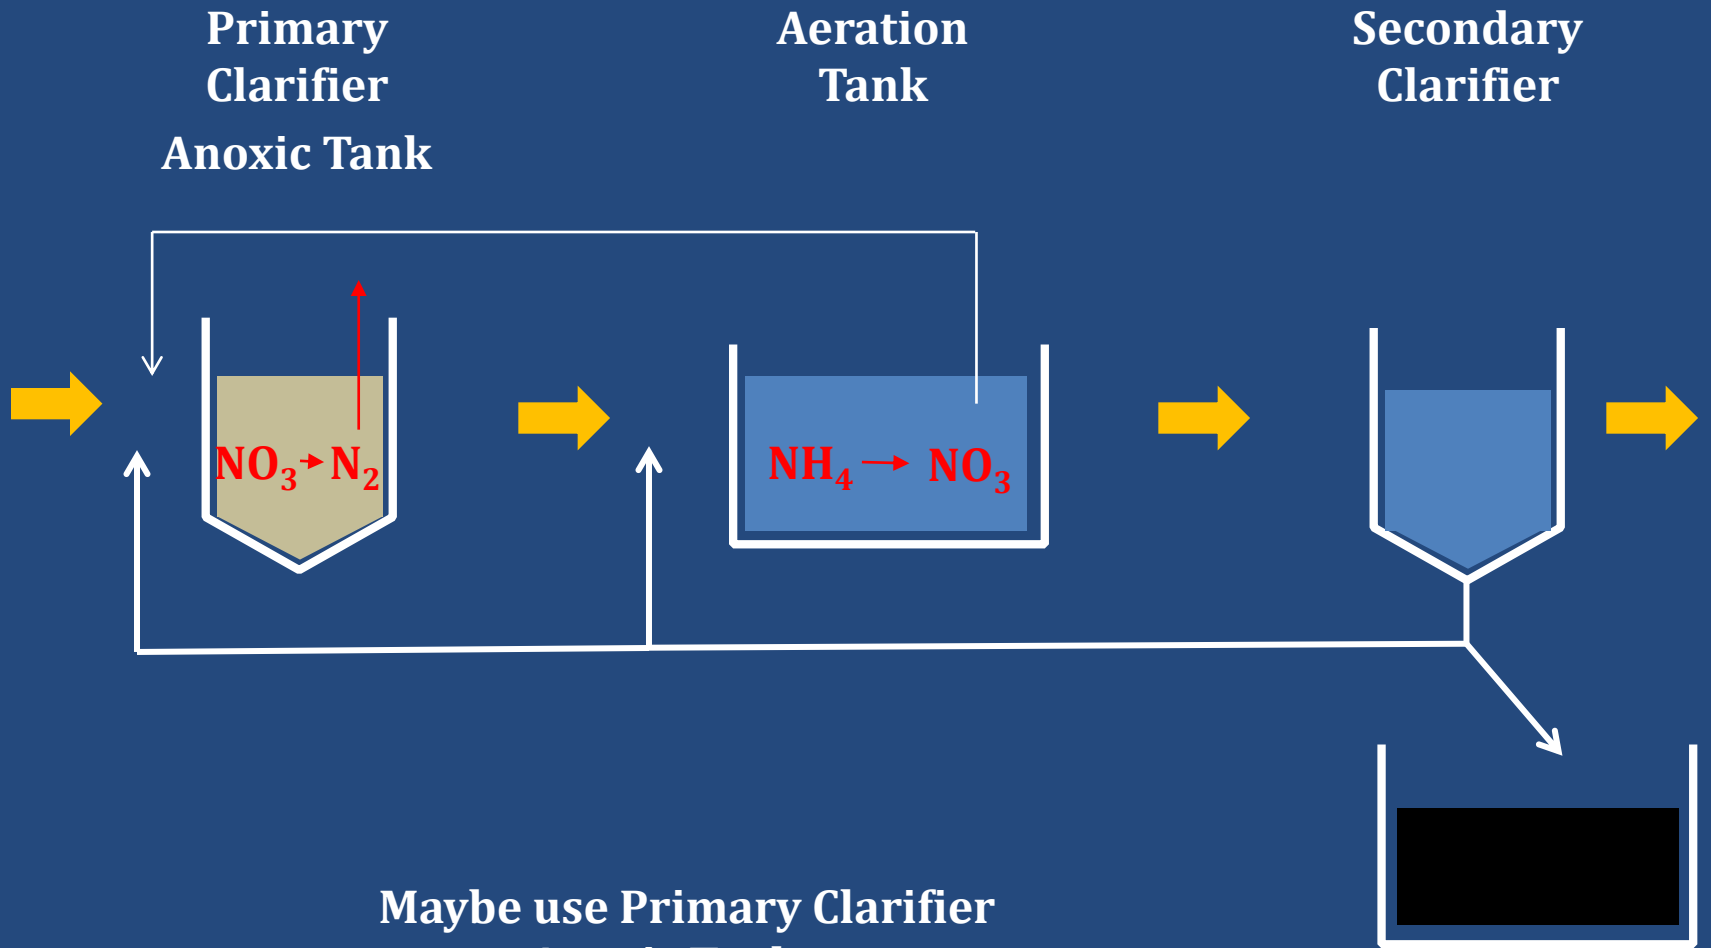 Primary
Clarifier
Anoxic Tank
Aeration
Tank
Secondary
Clarifier
NO₃ → N₂
NH₄ → NO₃
Maybe use Primary Clarifier